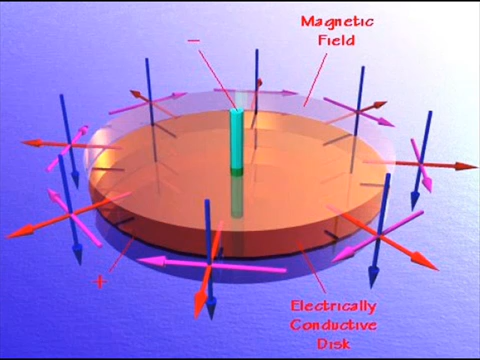 Magnetic
Field
−
+
Electrically
Conductive
Disk